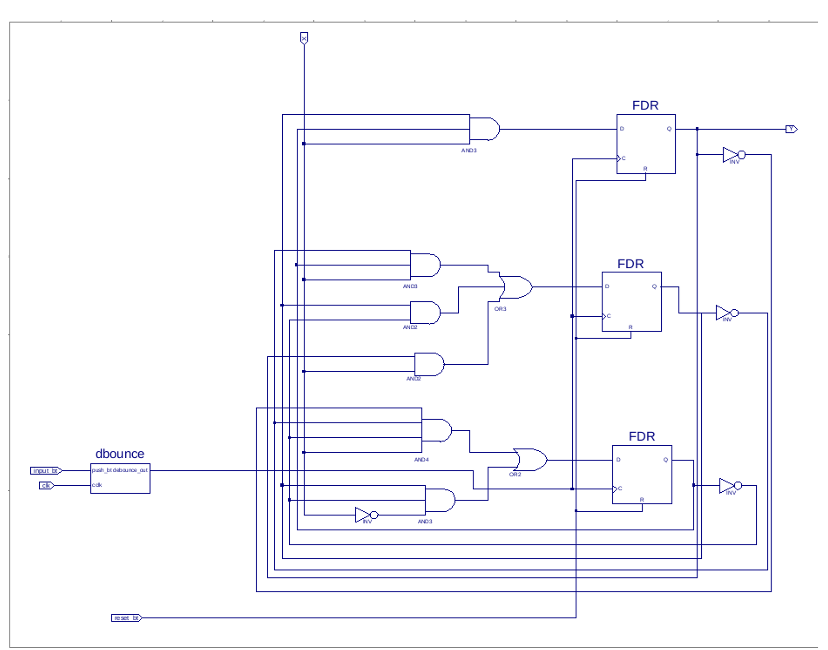 X
FDR
D
Q
Y
AND3
C
INV
R
FDR
AND3
D
Q
OR3
C
INV
AND2
R
AND2
FDR
dbounce
AND4
D
Q
input_bt
push_bt debounce_out
OR2
clk
cclk
C
INV
R
INV
AND3
reset_bt